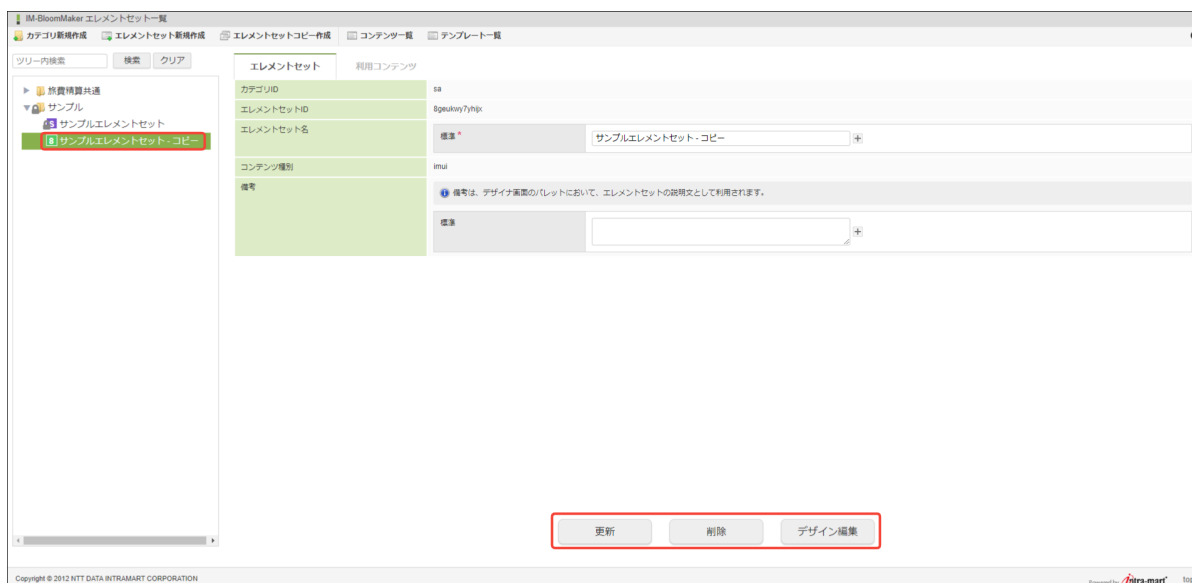 IM-BloomMaker エレメントセット一覧
カテゴリ新規作成 エレメントセット新規作成 エレメントセットコピー作成 コンテンツ一覧 テンプレート一覧
ツリー内検索 検索 クリア
エレメントセット 利用コンテンツ
旅費精算共通
サンプル
サンプルエレメントセット
サンプルエレメントセット - コピー
カテゴリID sa
エレメントセットID 8geukwy7yhijx
エレメントセット名 標準* サンプルエレメントセット - コピー
コンテンツ種別 imui
備考 備考は、デザイナ画面のパレットにおいて、エレメントセットの説明文として利用されます。
標準
更新 削除 デザイン編集
Copyright © 2012 NTT DATA INTRAMART CORPORATION
Powered by intra-mart top